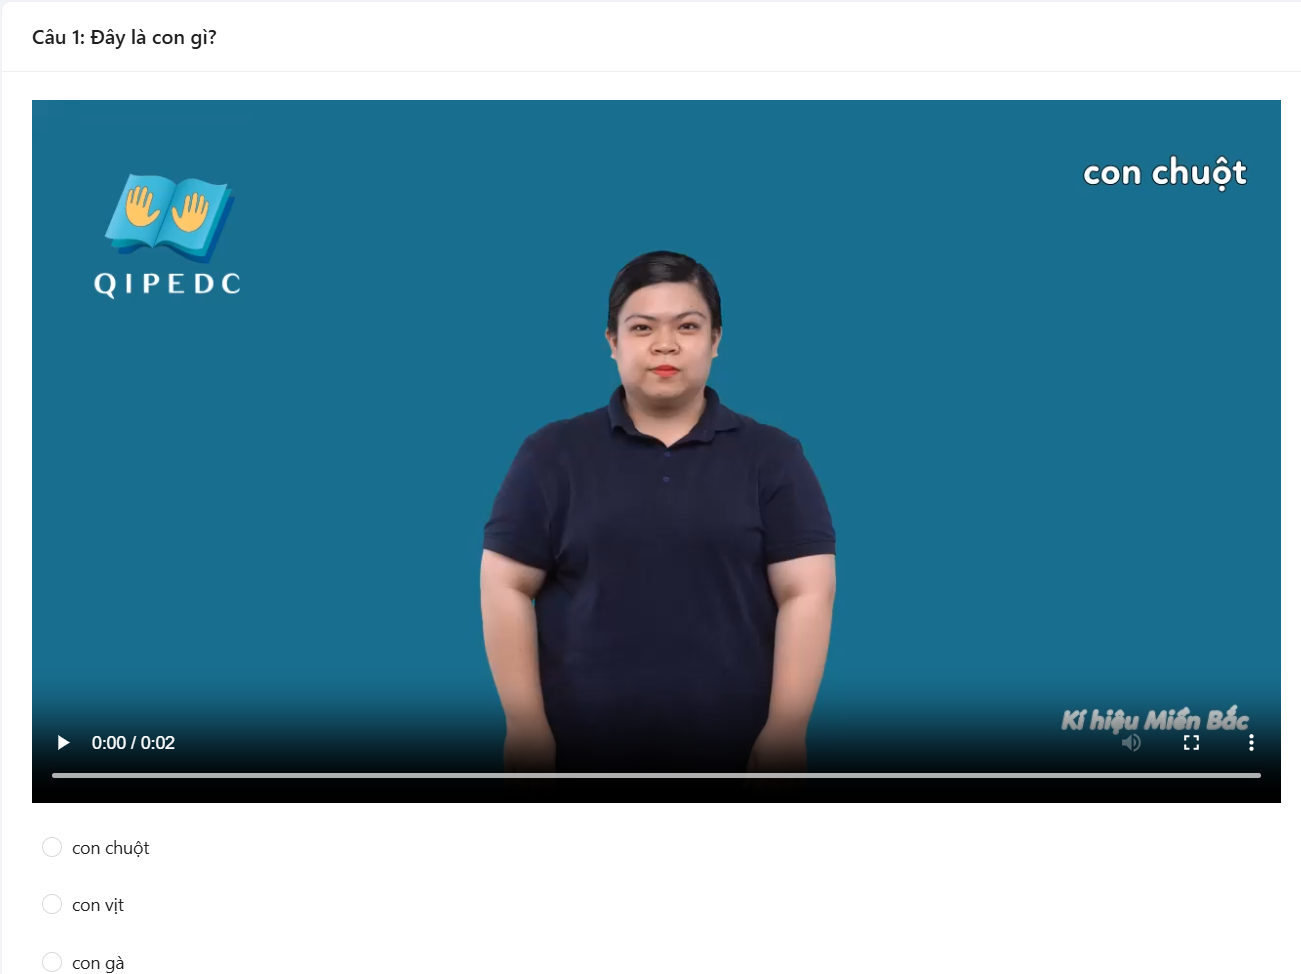 Câu 1: Đây là con gì?
con chuột
QIPEDC
Kí hiệu Miền Bắc
0:00 / 0:02
con chuột
con vịt
con gà